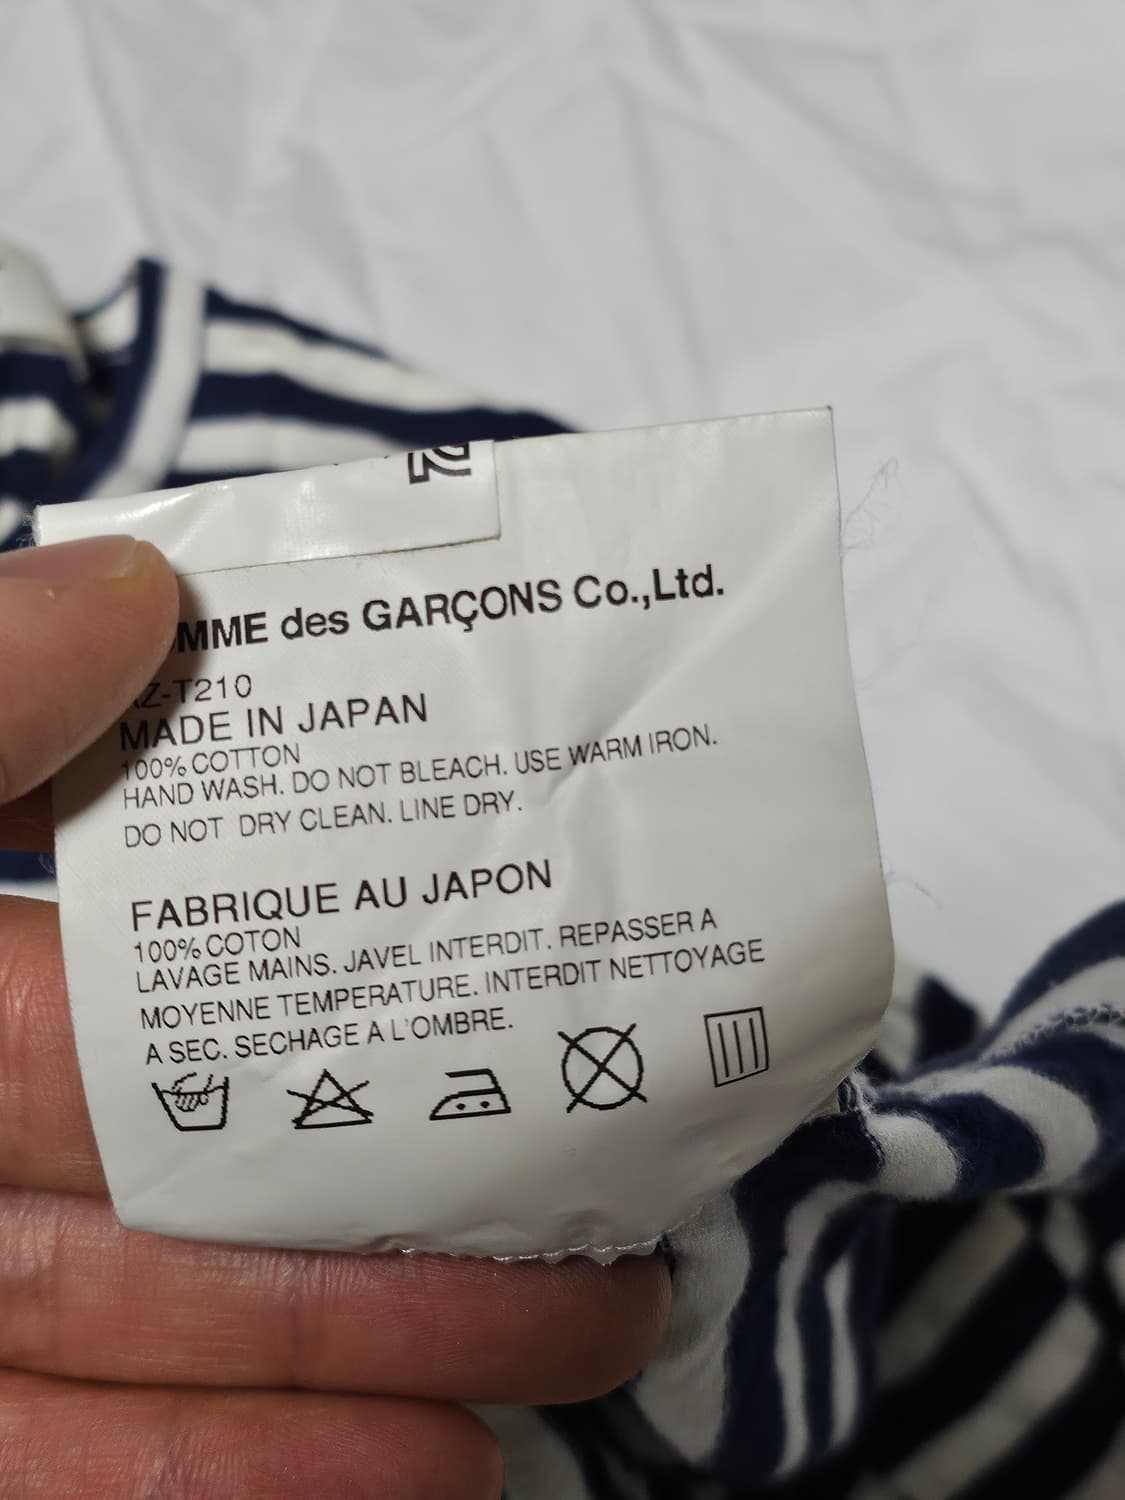 MME des GARÇONS Co.,Ltd.
Z-T210
MADE IN JAPAN
100% COTTON
HAND WASH. DO NOT BLEACH. USE WARM IRON.
DO NOT DRY CLEAN. LINE DRY.
FABRIQUE AU JAPON
100% COTON
LAVAGE MAINS. JAVEL INTERDIT. REPASSER A
MOYENNE TEMPERATURE. INTERDIT NETTOYAGE
A SEC. SECHAGE A L'OMBRE.